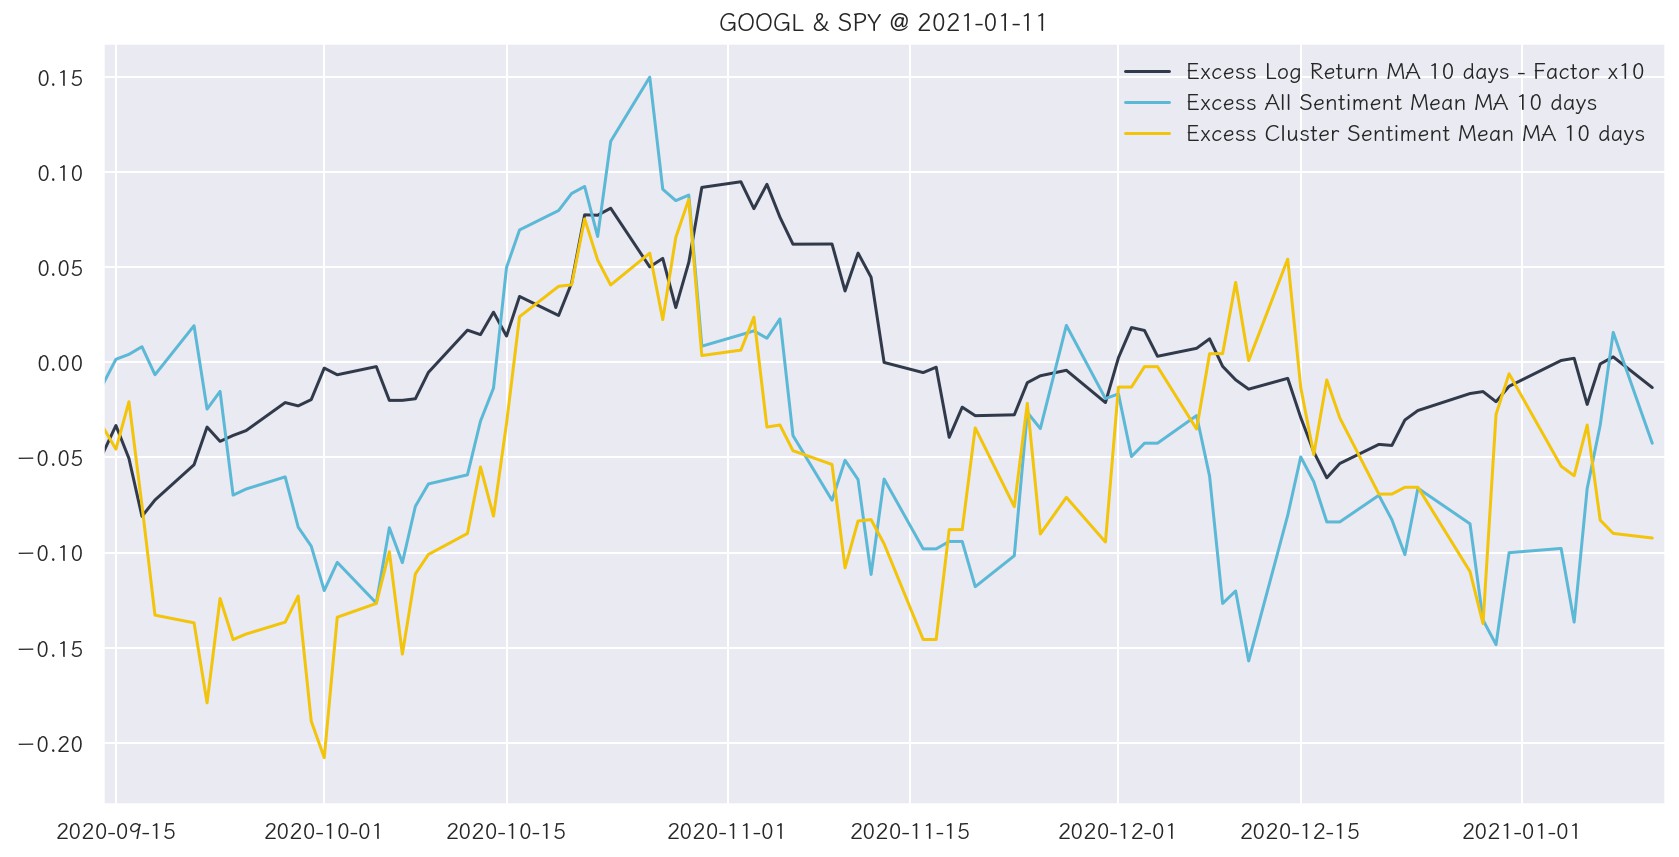 GOOGL & SPY @ 2021-01-11
Excess Log Return MA 10 days - Factor x10
Excess All Sentiment Mean MA 10 days
Excess Cluster Sentiment Mean MA 10 days
0.15
0.10
0.05
0.00
−0.05
−0.10
−0.15
−0.20
2020-09-15 2020-10-01 2020-10-15 2020-11-01 2020-11-15 2020-12-01 2020-12-15 2021-01-01